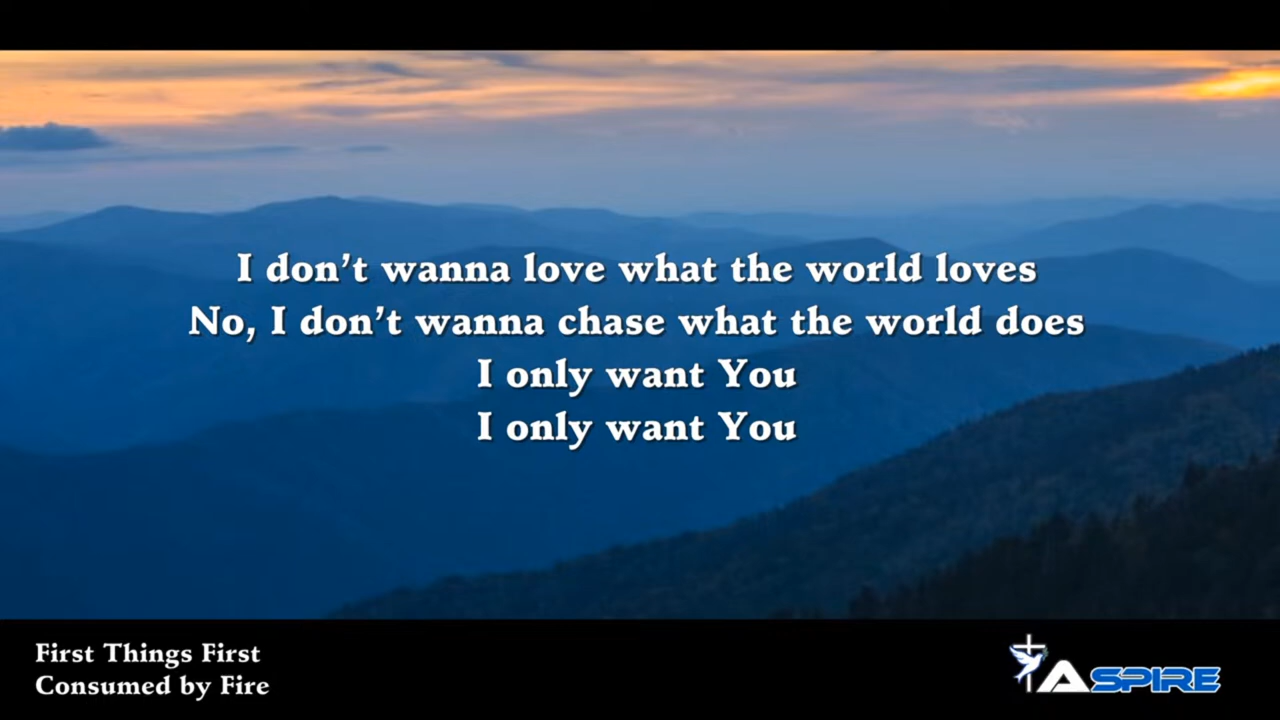 I don’t wanna love what the world loves
No, I don’t wanna chase what the world does
I only want You
I only want You
First Things First
Consumed by Fire
ASPIRE